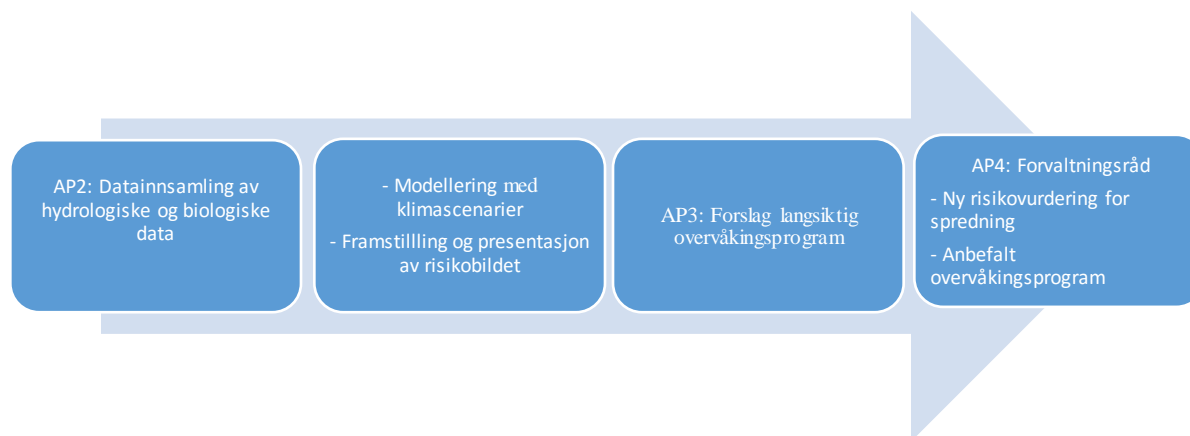 AP2: Datainnsamling av
hydrologiske og biologiske
data
- Modellering med
klimascenarier
- Framstillling og presentasjon
av risikobildet
AP3: Forslag langsiktig
overvåkingsprogram
AP4: Forvaltningsråd
- Ny risikovurdering for
spredning
- Anbefalt
overvåkingsprogram